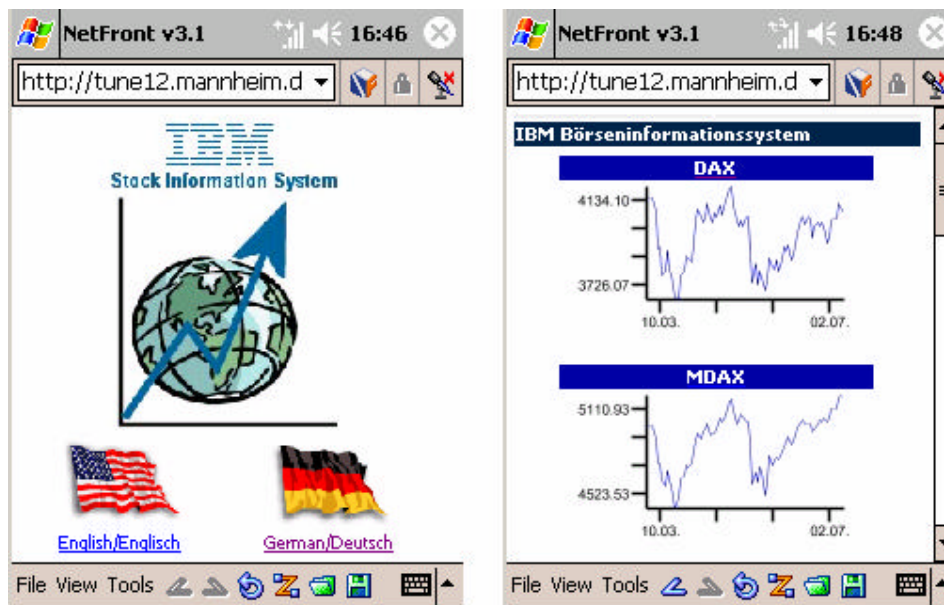 NetFront v3.1 16:46
http://tune12.mannheim.d
IBM
Stock Information System
English/Englisch German/Deutsch
File View Tools
NetFront v3.1 16:48
http://tune12.mannheim.d
IBM Börseninformationssystem
DAX
4134.10
3726.07
10.03. 02.07.
MDAX
5110.93
4523.53
10.03. 02.07.
File View Tools